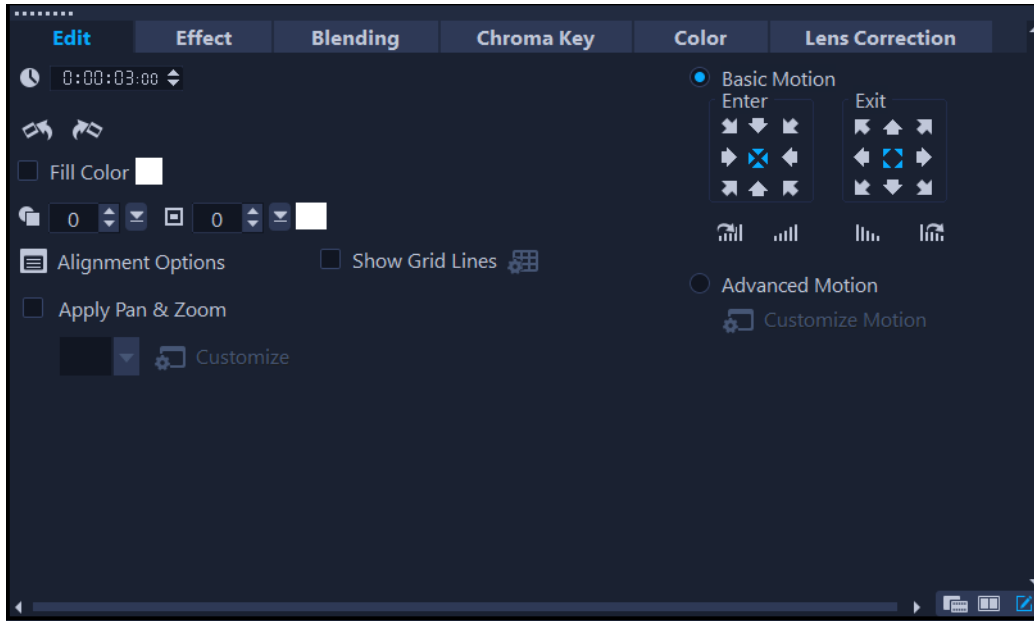 Edit Effect Blending Chroma Key Color Lens Correction
0:00:03:00
Basic Motion
Enter Exit
Fill Color
0 0
Alignment Options Show Grid Lines
Advanced Motion
Apply Pan & Zoom
Customize Motion
Customize